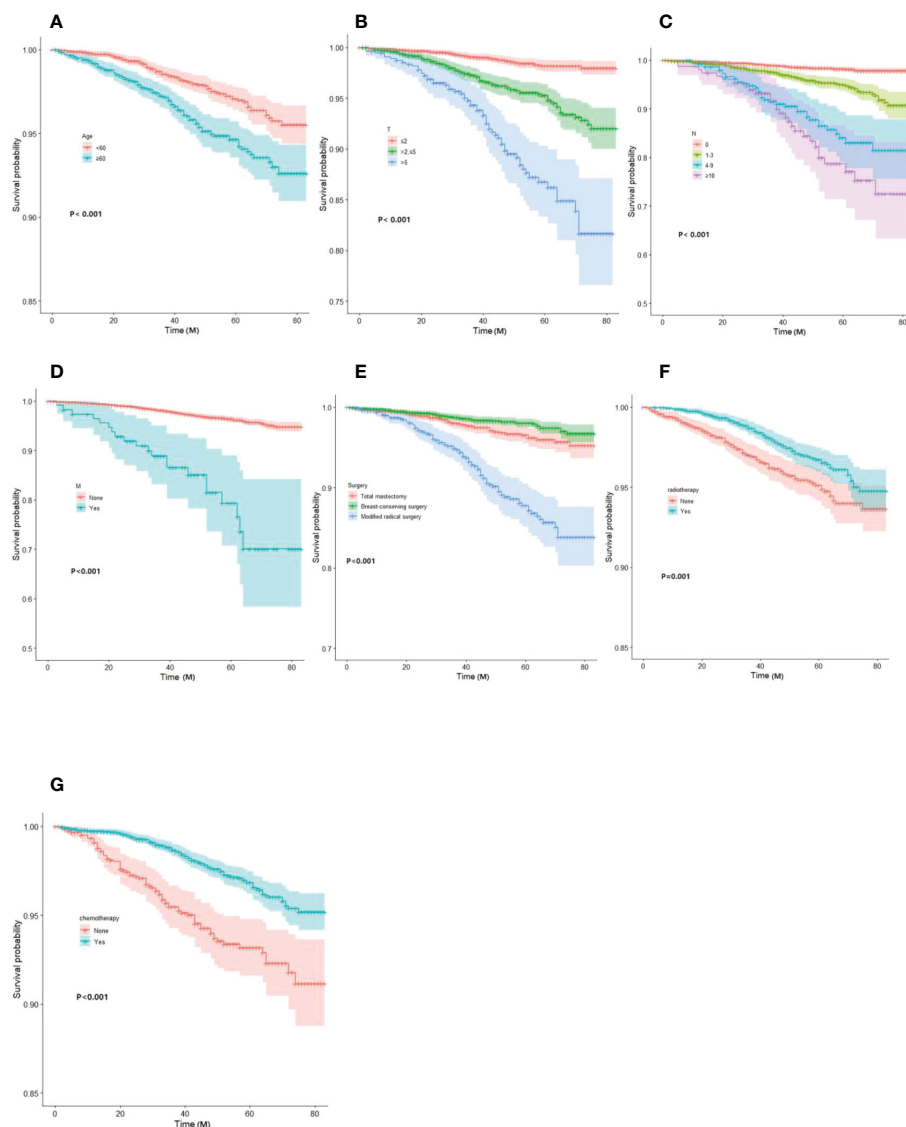 A
B
C
1.00
0.95
0.90
0.85
Survival probability
Age
<60
≥60
P< 0.001
0 20 40 60 80
Time (M)
1.00
0.95
0.90
0.85
0.80
0.75
Survival probability
T
≤2
>2,≤5
>5
P< 0.001
0 20 40 60 80
Time (M)
1.0
0.9
0.8
0.7
0.6
0.5
Survival probability
N
0
1-3
4-9
≥10
P< 0.001
0 20 40 60 80
Time (M)
D
E
F
1.0
0.9
0.8
0.7
0.6
0.5
Survival probability
M
None
Yes
P<0.001
0 20 40 60 80
Time (M)
1.0
0.9
0.8
0.7
Survival probability
Surgery
Total mastectomy
Breast-conserving surgery
Modified radical surgery
P<0.001
0 20 40 60 80
Time (M)
1.00
0.95
0.90
0.85
Survival probability
radiotherapy
None
Yes
P=0.001
0 20 40 60 80
Time (M)
G
1.00
0.95
0.90
0.85
Survival probability
chemotherapy
None
Yes
P<0.001
0 20 40 60 80
Time (M)